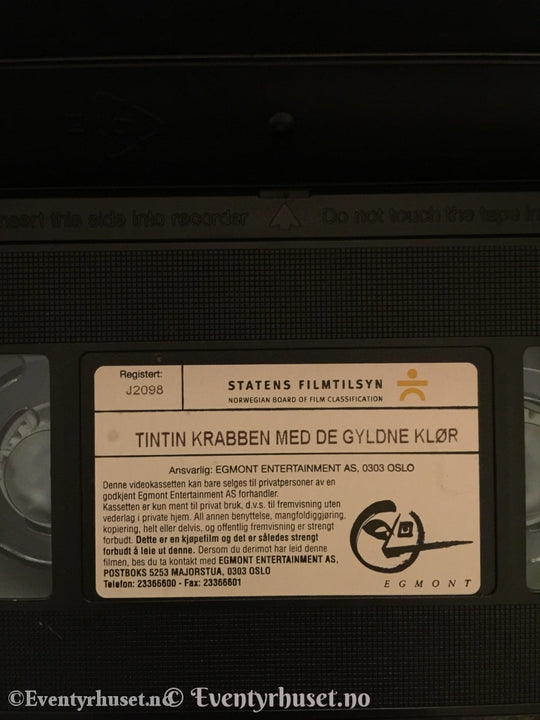 insert this side into recorder
Do not touch the tape in
Registert:
J2098
STATENS FILMTILSYN
NORWEGIAN BOARD OF FILM CLASSIFICATION
TINTIN KRABBEN MED DE GYLDNE KLØR
Ansvarlig: EGMONT ENTERTAINMENT AS, 0303 OSLO
Denne videokassetten kan bare selges til privatpersoner av en
godkjent Egmont Entertainment AS forhandler.
Kassetten er kun ment til privat bruk, d.v.s. til fremvisning uten
vederlag i private hjem. All annen benyttelse, mangfoldiggjøring,
kopiering, helt eller delvis, og offentlig fremvisning er strengt
forbudt. Dette er en kjøpefilm og det er således strengt
forbudt å leie ut denne. Dersom du derimot har leid denne
filmen, bes du ta kontakt med EGMONT ENTERTAINMENT AS,
POSTBOKS 5253 MAJORSTUA, 0303 OSLO
Telefon: 23366600 - Fax: 23366601
EGMONT
©Eventyrhuset.no
© Eventyrhuset.no